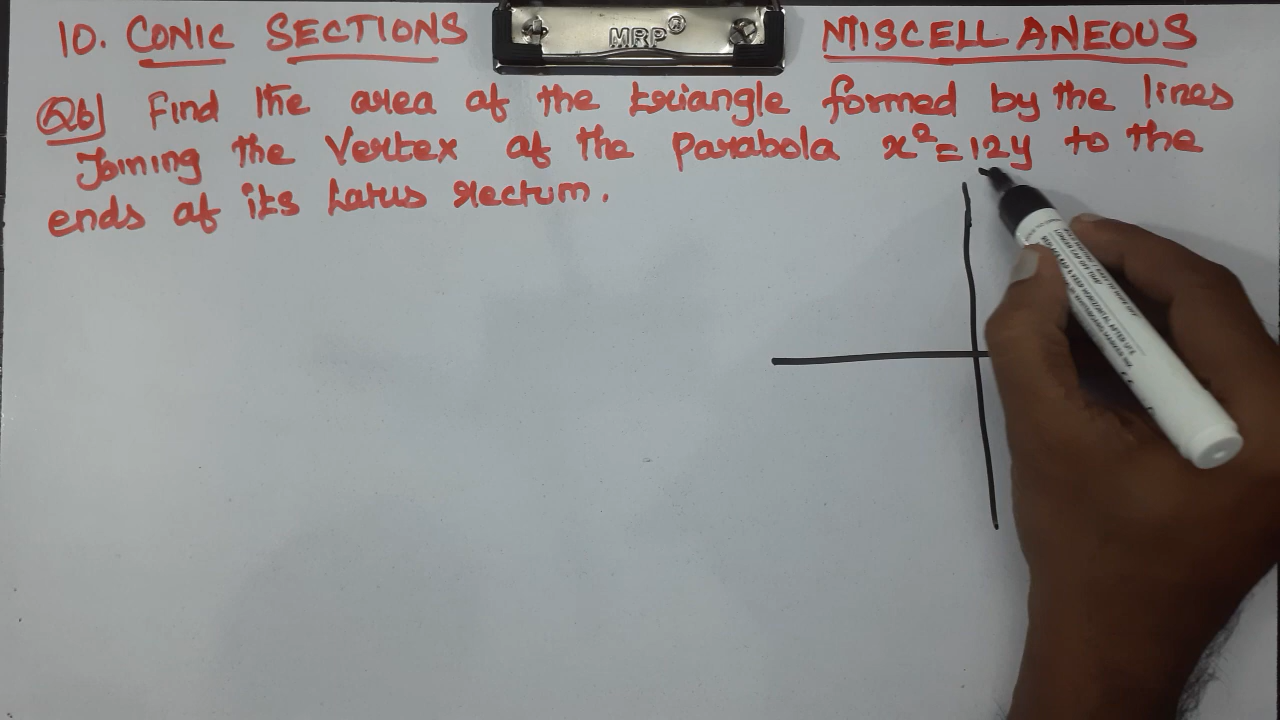 10. CONIC SECTIONS MRP® MISCELLANEOUS
Q6) Find the area of the triangle formed by the lines
Joining the Vertex of the Parabola x²=12y to the
ends of its Latus rectum.